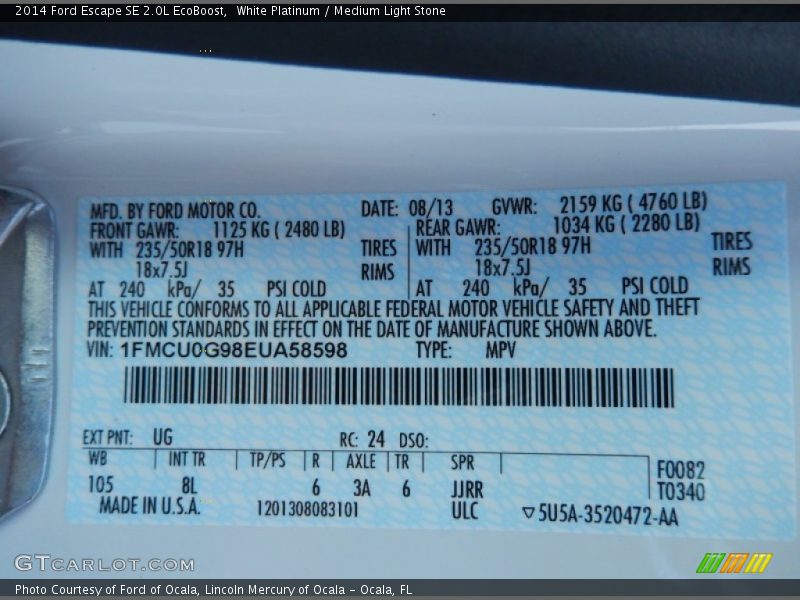 2014 Ford Escape SE 2.0L EcoBoost,  White Platinum / Medium Light Stone
MFD. BY FORD MOTOR CO. DATE: 08/13 GVWR: 2159 KG ( 4760 LB)
FRONT GAWR: 1125 KG ( 2480 LB) REAR GAWR: 1034 KG ( 2280 LB)
WITH 235/50R18 97H TIRES WITH 235/50R18 97H TIRES
18x7.5J RIMS 18x7.5J RIMS
AT 240 kPa/ 35 PSI COLD AT 240 kPa/ 35 PSI COLD
THIS VEHICLE CONFORMS TO ALL APPLICABLE FEDERAL MOTOR VEHICLE SAFETY AND THEFT
PREVENTION STANDARDS IN EFFECT ON THE DATE OF MANUFACTURE SHOWN ABOVE.
VIN: 1FMCU0G98EUA58598 TYPE: MPV
EXT PNT: UG RC: 24 DSO:
WB INT TR TP/PS R AXLE TR SPR F0082
105 8L 6 3A 6 JJRR T0340
MADE IN U.S.A. 1201308083101 ULC ▽5U5A-3520472-AA
GTCARLOT.COM
Photo Courtesy of Ford of Ocala, Lincoln Mercury of Ocala - Ocala, FL